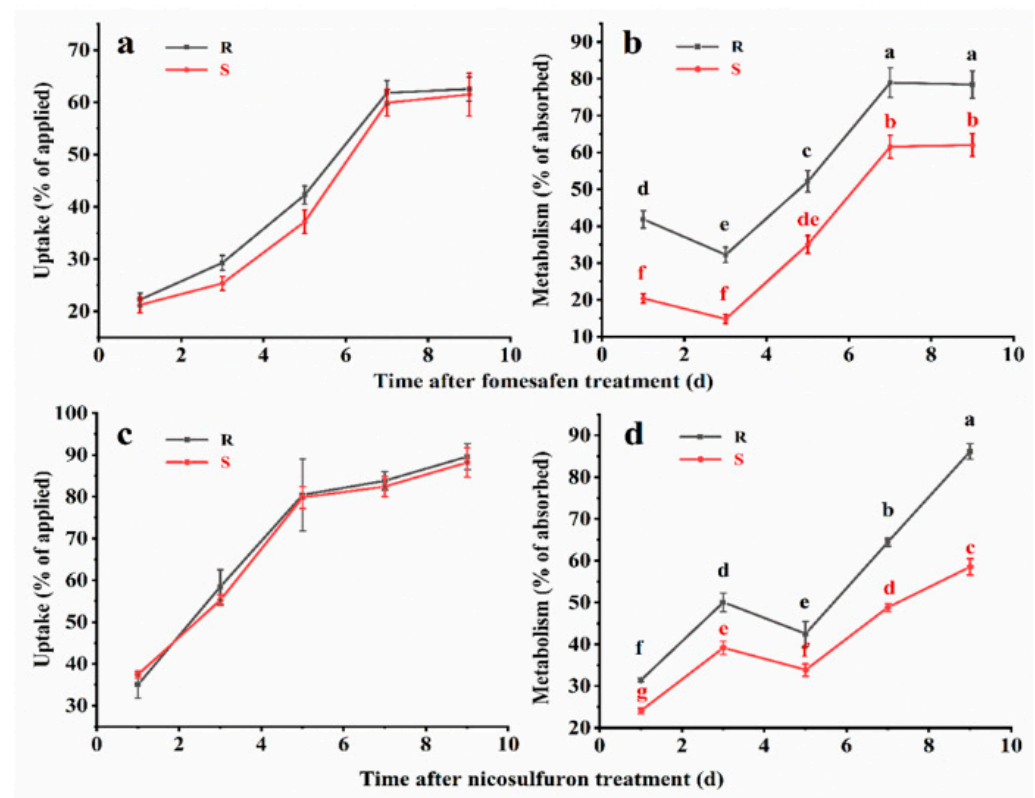 a
R
S
Uptake (% of applied)
70
60
50
40
30
20
0 2 4 6 8 10
b
R
S
Metabolism (% of absorbed)
90
80
70
60
50
40
30
20
10
d e c a a
f f de b b
0 2 4 6 8 10
Time after fomesafen treatment (d)
c
R
S
Uptake (% of applied)
100
90
80
70
60
50
40
30
0 2 4 6 8 10
d
R
S
Metabolism (% of absorbed)
90
80
70
60
50
40
30
20
f d e b a
g e f d c
0 2 4 6 8 10
Time after nicosulfuron treatment (d)